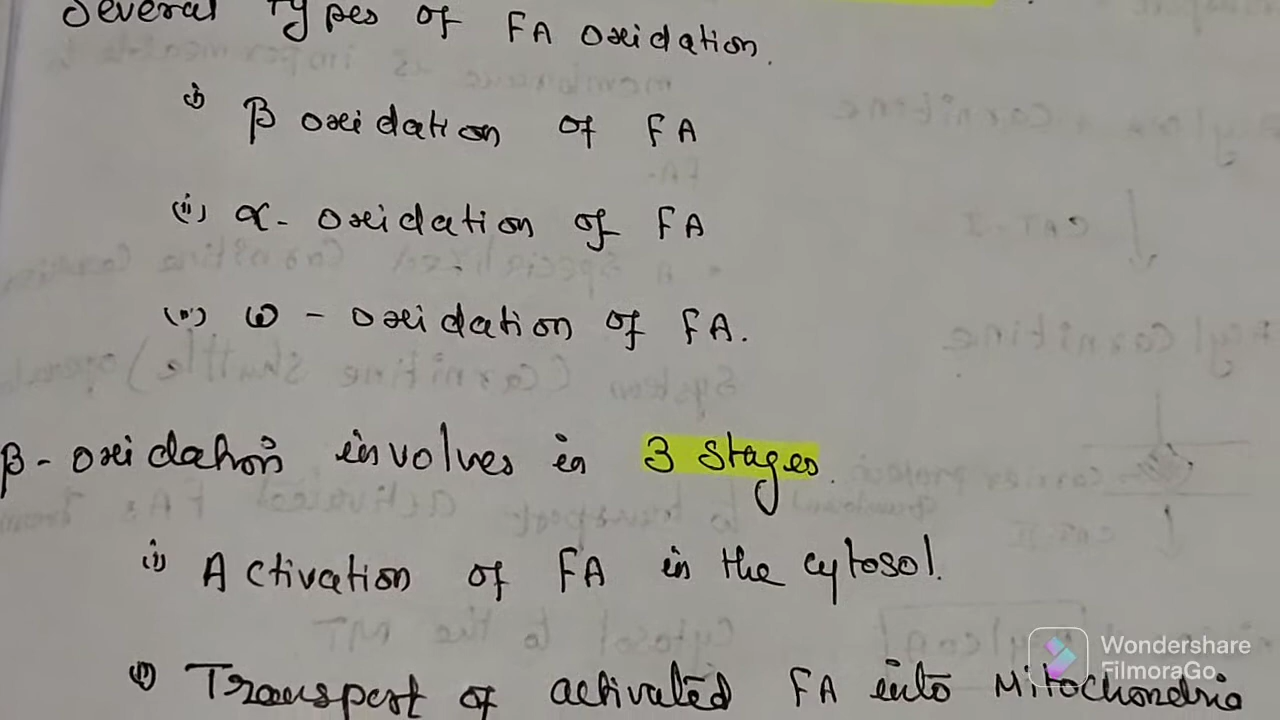 Several Types of FA oxidation.
(i) β oxidation of FA
(ii) α- oxidation of FA
(iii) ω - oxidation of FA.
β- oxidation involves in 3 stages.
(i) Activation of FA in the cytosol.
(ii) Transport of activated FA into Mitochondria
Wondershare
FilmoraGo